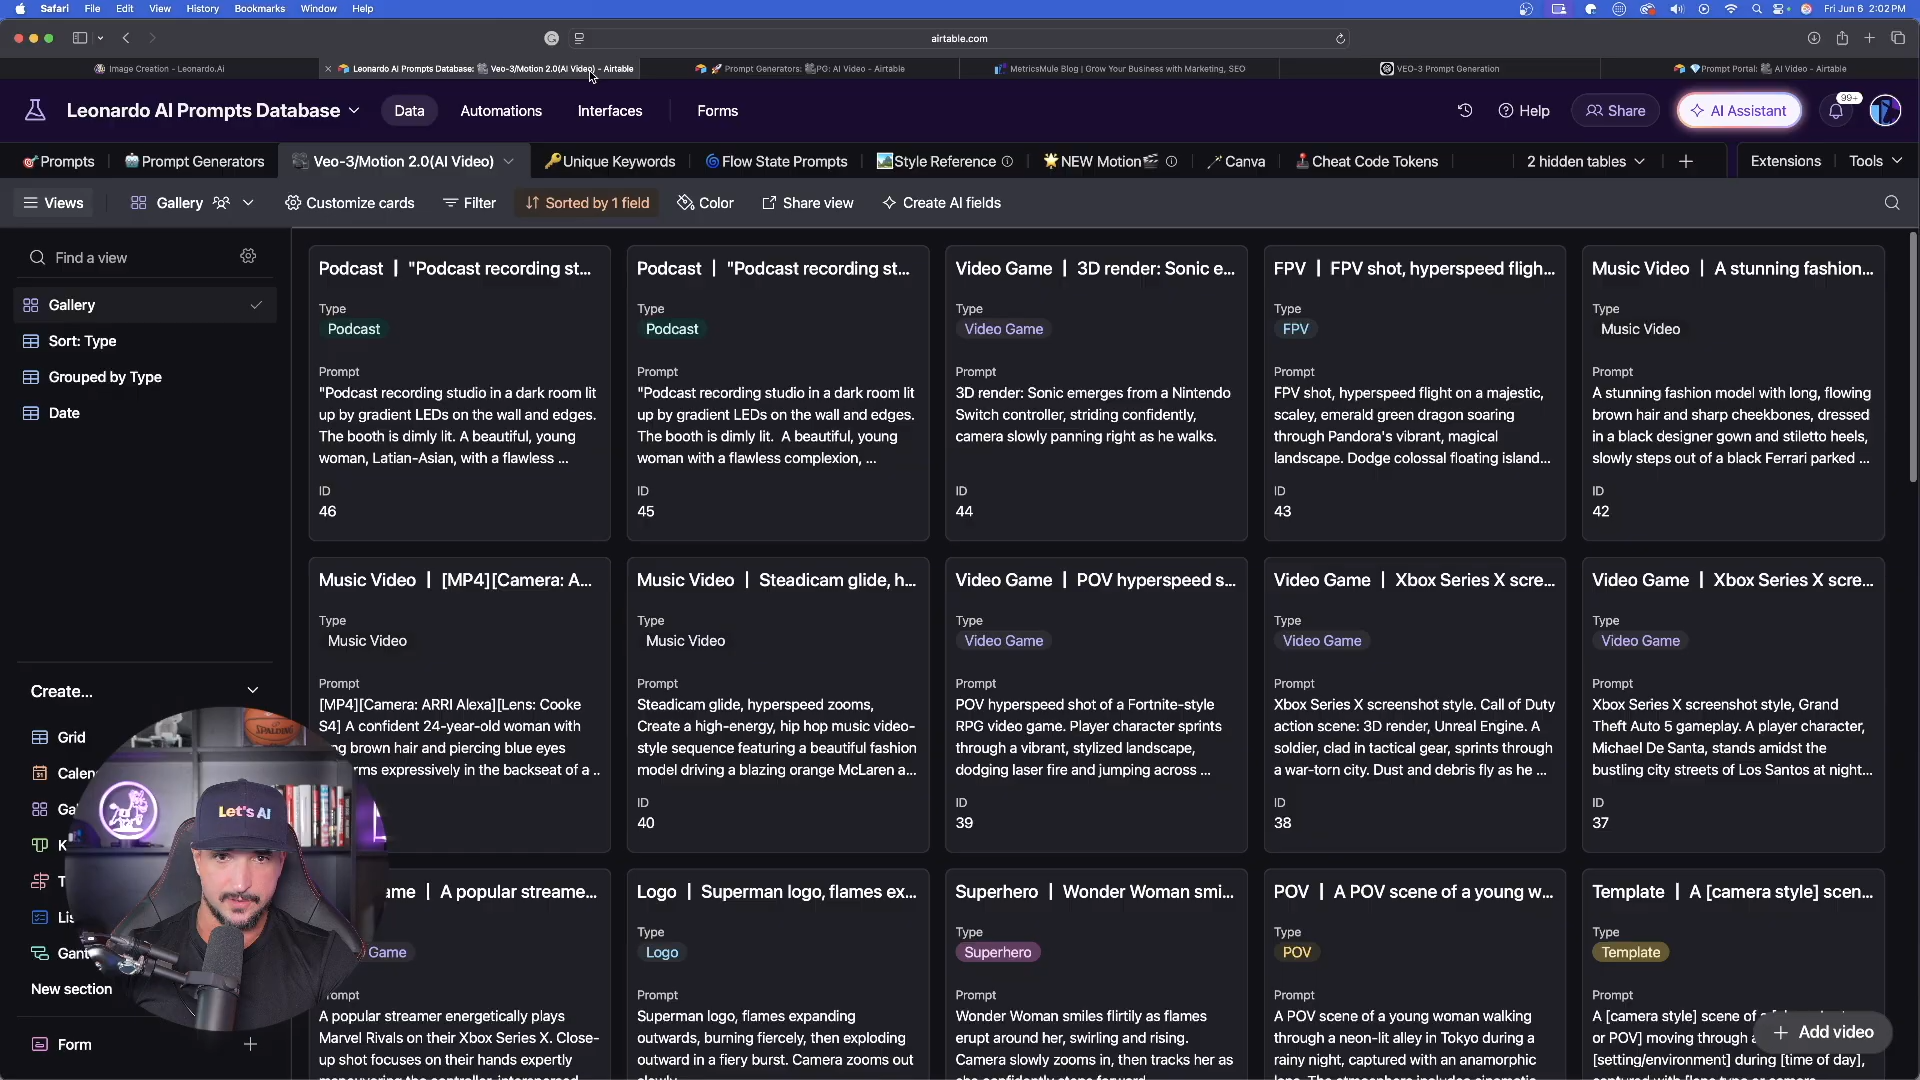 Safari File Edit View History Bookmarks Window Help Fri Jun 6 2:02 PM
airtable.com
Image Creation - Leonardo.Ai
Leonardo AI Prompts Database: Veo-3/Motion 2.0(AI Video) - Airtable
Prompt Generators: PG: AI Video - Airtable
MetricsMule Blog | Grow Your Business with Marketing, SEO
VEO-3 Prompt Generation
Prompt Portal: AI Video - Airtable
Leonardo AI Prompts Database Data Automations Interfaces Forms Help Share AI Assistant 99+
Prompts Prompt Generators Veo-3/Motion 2.0(AI Video) Unique Keywords Flow State Prompts Style Reference NEW Motion Canva Cheat Code Tokens 2 hidden tables Extensions Tools
Views Gallery Customize cards Filter Sorted by 1 field Color Share view Create AI fields
Find a view
Gallery
Sort: Type
Grouped by Type
Date
Create...
Grid
Calen
Ga
K
T
Lis
Gant
New section
Form
Let's AI
SPALDING
Podcast | "Podcast recording st...
Type
Podcast
Prompt
"Podcast recording studio in a dark room lit
up by gradient LEDs on the wall and edges.
The booth is dimly lit. A beautiful, young
woman, Latian-Asian, with a flawless ...
ID
46
Podcast | "Podcast recording st...
Type
Podcast
Prompt
"Podcast recording studio in a dark room lit
up by gradient LEDs on the wall and edges.
The booth is dimly lit. A beautiful, young
woman with a flawless complexion, ...
ID
45
Video Game | 3D render: Sonic e...
Type
Video Game
Prompt
3D render: Sonic emerges from a Nintendo
Switch controller, striding confidently,
camera slowly panning right as he walks.
ID
44
FPV | FPV shot, hyperspeed fligh...
Type
FPV
Prompt
FPV shot, hyperspeed flight on a majestic,
scaley, emerald green dragon soaring
through Pandora's vibrant, magical
landscape. Dodge colossal floating island...
ID
43
Music Video | A stunning fashion...
Type
Music Video
Prompt
A stunning fashion model with long, flowing
brown hair and sharp cheekbones, dressed
in a black designer gown and stiletto heels,
slowly steps out of a black Ferrari parked ...
ID
42
Music Video | [MP4][Camera: A...
Type
Music Video
Prompt
[MP4][Camera: ARRI Alexa][Lens: Cooke
S4] A confident 24-year-old woman with
ng brown hair and piercing blue eyes
rms expressively in the backseat of a ..
Music Video | Steadicam glide, h...
Type
Music Video
Prompt
Steadicam glide, hyperspeed zooms,
Create a high-energy, hip hop music video-
style sequence featuring a beautiful fashion
model driving a blazing orange McLaren a...
ID
40
Video Game | POV hyperspeed s...
Type
Video Game
Prompt
POV hyperspeed shot of a Fortnite-style
RPG video game. Player character sprints
through a vibrant, stylized landscape,
dodging laser fire and jumping across ...
ID
39
Video Game | Xbox Series X scre...
Type
Video Game
Prompt
Xbox Series X screenshot style. Call of Duty
action scene: 3D render, Unreal Engine. A
soldier, clad in tactical gear, sprints through
a war-torn city. Dust and debris fly as he ...
ID
38
Video Game | Xbox Series X scre...
Type
Video Game
Prompt
Xbox Series X screenshot style, Grand
Theft Auto 5 gameplay. A player character,
Michael De Santa, stands amidst the
bustling city streets of Los Santos at night...
ID
37
ame | A popular streame...
Game
ompt
A popular streamer energetically plays
Marvel Rivals on their Xbox Series X. Close-
up shot focuses on their hands expertly
Logo | Superman logo, flames ex...
Type
Logo
Prompt
Superman logo, flames expanding
outwards, burning fiercely, then exploding
outward in a fiery burst. Camera zooms out
Superhero | Wonder Woman smi...
Type
Superhero
Prompt
Wonder Woman smiles flirtily as flames
erupt around her, swirling and rising.
Camera slowly zooms in, then tracks her as
POV | A POV scene of a young w...
Type
POV
Prompt
A POV scene of a young woman walking
through a neon-lit alley in Tokyo during a
rainy night, captured with an anamorphic
Template | A [camera style] scen...
Type
Template
Prompt
A [camera style] scene of
or POV] moving through a
[setting/environment] during [time of day],
Add video